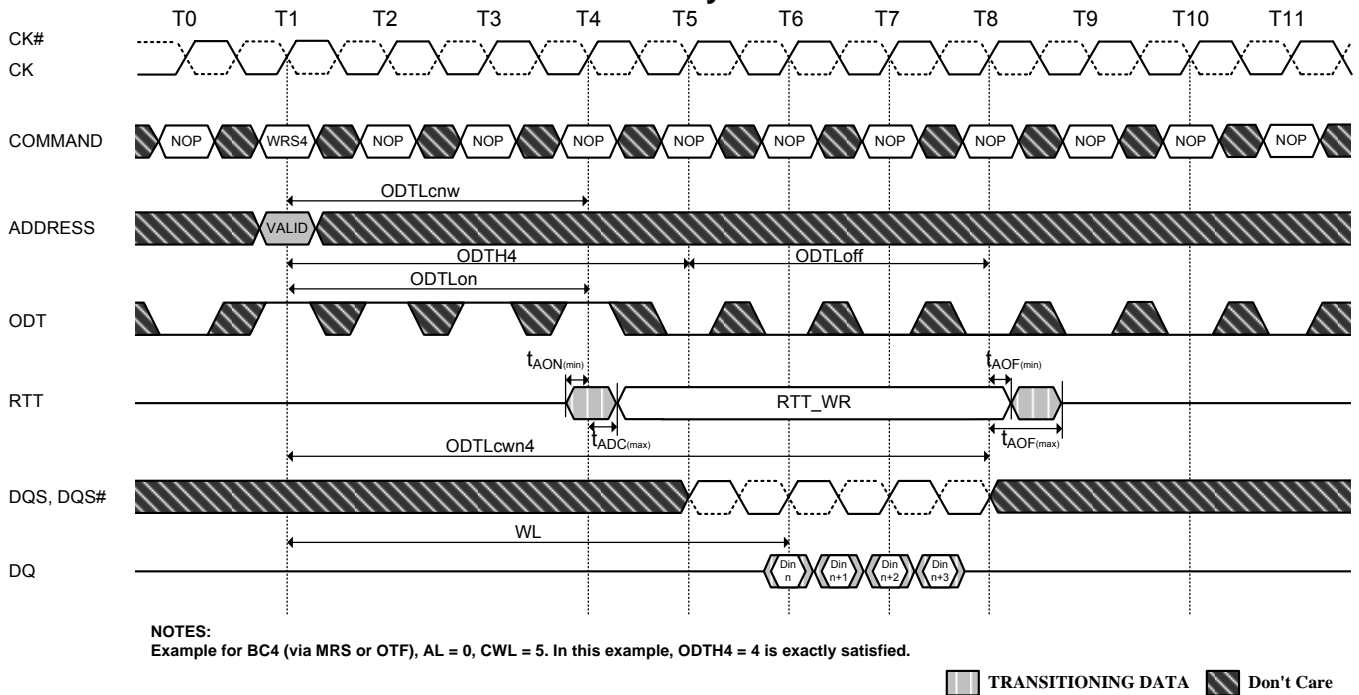 T0 T1 T2 T3 T4 T5 T6 T7 T8 T9 T10 T11
CK#
CK
COMMAND NOP WRS4 NOP NOP NOP NOP NOP NOP NOP NOP NOP NOP
ODTLcnw
ADDRESS VALID
ODTH4 ODTLoff
ODTLon
ODT
tAON(min) tAOF(min)
RTT RTT_WR
tADC(max) tAOF(max)
ODTLcwn4
DQS, DQS#
WL
DQ Din n Din n+1 Din n+2 Din n+3
NOTES:
Example for BC4 (via MRS or OTF), AL = 0, CWL = 5. In this example, ODTH4 = 4 is exactly satisfied.
TRANSITIONING DATA Don't Care